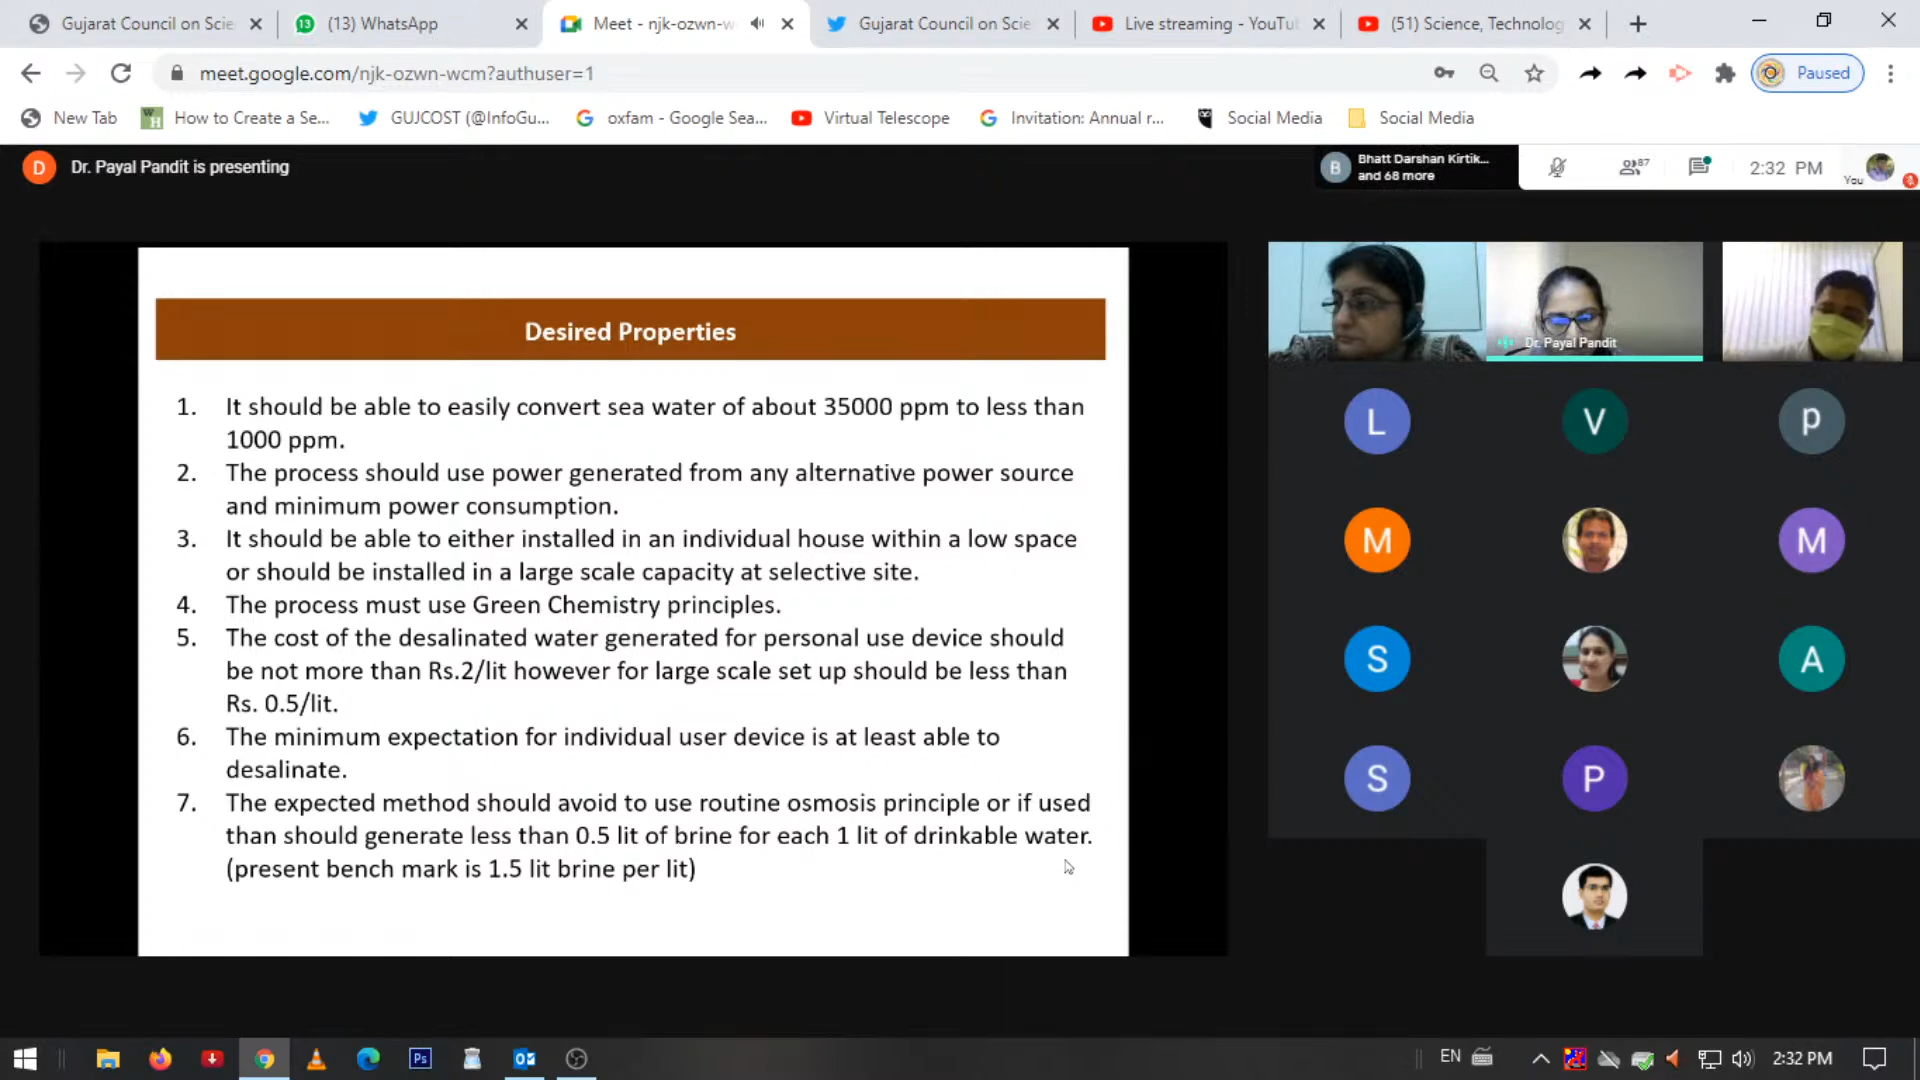 Gujarat Council on Scie
(13) WhatsApp
Meet - njk-ozwn-w
Gujarat Council on Scie
Live streaming - YouTu
(51) Science, Technolog
meet.google.com/njk-ozwn-wcm?authuser=1
Paused
New Tab
How to Create a Se...
GUJCOST (@InfoGu...
oxfam - Google Sea...
Virtual Telescope
Invitation: Annual r...
Social Media
Social Media
D
Dr. Payal Pandit is presenting
B
Bhatt Darshan Kirtik...
and 68 more
87
2:32 PM
You
Desired Properties
1. It should be able to easily convert sea water of about 35000 ppm to less than
1000 ppm.
2. The process should use power generated from any alternative power source
and minimum power consumption.
3. It should be able to either installed in an individual house within a low space
or should be installed in a large scale capacity at selective site.
4. The process must use Green Chemistry principles.
5. The cost of the desalinated water generated for personal use device should
be not more than Rs.2/lit however for large scale set up should be less than
Rs. 0.5/lit.
6. The minimum expectation for individual user device is at least able to
desalinate.
7. The expected method should avoid to use routine osmosis principle or if used
than should generate less than 0.5 lit of brine for each 1 lit of drinkable water.
(present bench mark is 1.5 lit brine per lit)
Dr. Payal Pandit
L
V
p
M
M
S
A
S
P
Ps
EN
2:32 PM